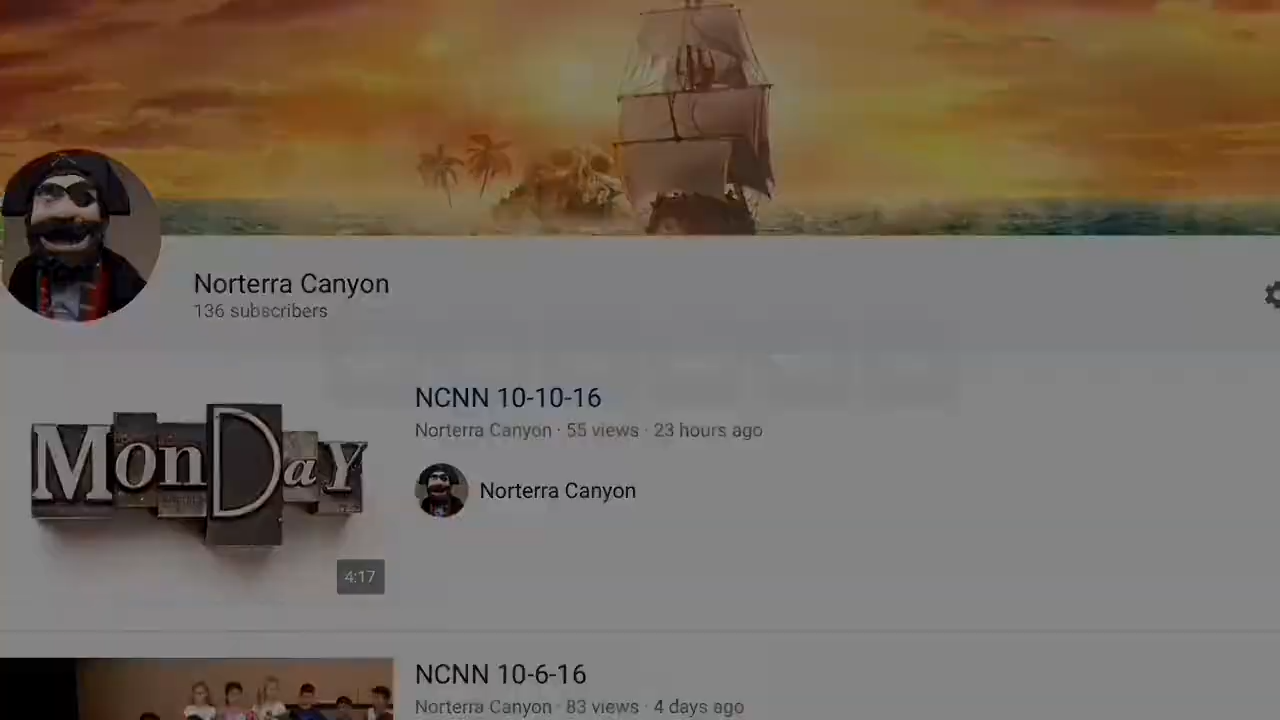 Norterra Canyon
136 subscribers
NCNN 10-10-16
Norterra Canyon · 55 views · 23 hours ago
MonDaY
Norterra Canyon
4:17
NCNN 10-6-16
Norterra Canyon · 83 views · 4 days ago